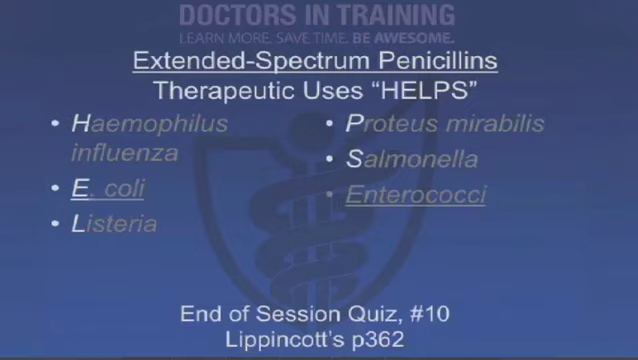 DOCTORS IN TRAINING
LEARN MORE. SAVE TIME. BE AWESOME.
Extended-Spectrum Penicillins
Therapeutic Uses “HELPS”
• Haemophilus
influenza
• E. coli
• Listeria
• Proteus mirabilis
• Salmonella
• Enterococci
End of Session Quiz, #10
Lippincott's p362